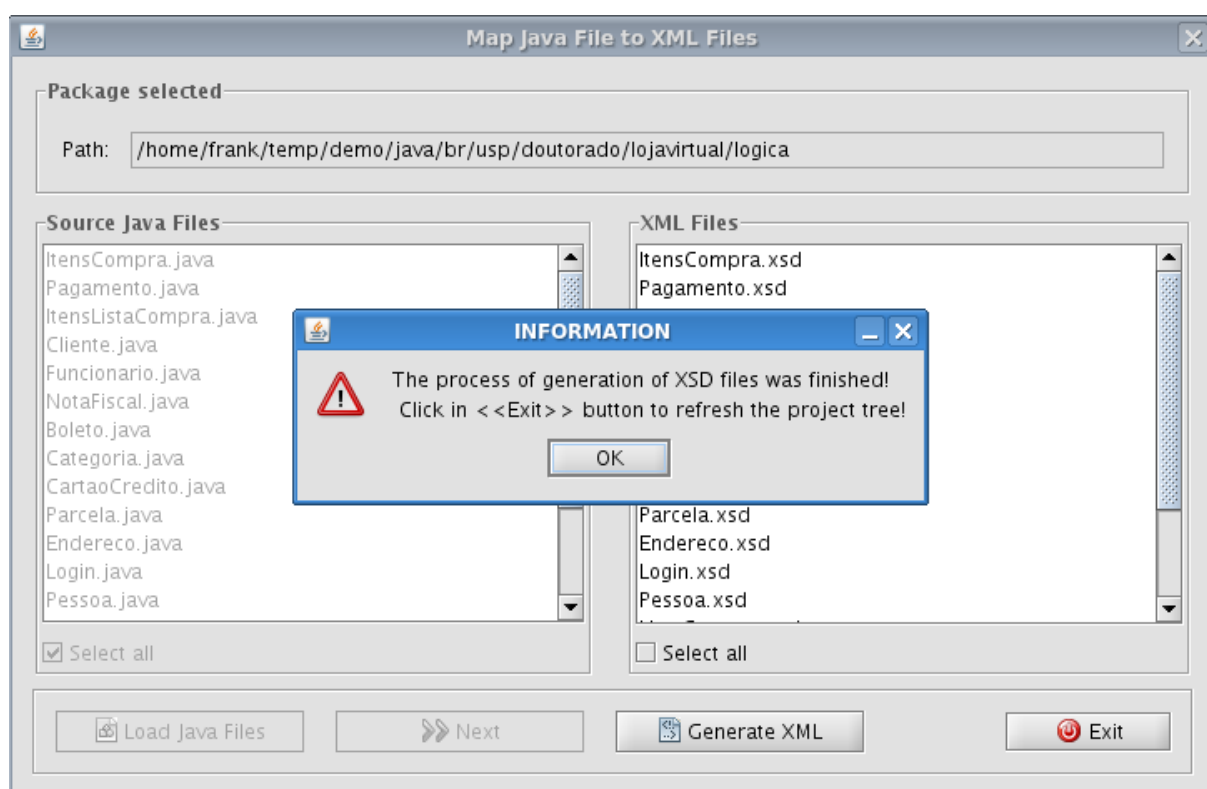 Map Java File to XML Files
Package selected
Path: /home/frank/temp/demo/java/br/usp/doutorado/lojavirtual/logica
Source Java Files
ItensCompra.java
Pagamento.java
ItensListaCompra.java
Cliente.java
Funcionario.java
NotaFiscal.java
Boleto.java
Categoria.java
CartaoCredito.java
Parcela.java
Endereco.java
Login.java
Pessoa.java
Select all
XML Files
ItensCompra.xsd
Pagamento.xsd
Parcela.xsd
Endereco.xsd
Login.xsd
Pessoa.xsd
Select all
INFORMATION
The process of generation of XSD files was finished!
Click in <<Exit>> button to refresh the project tree!
OK
Load Java Files
Next
Generate XML
Exit